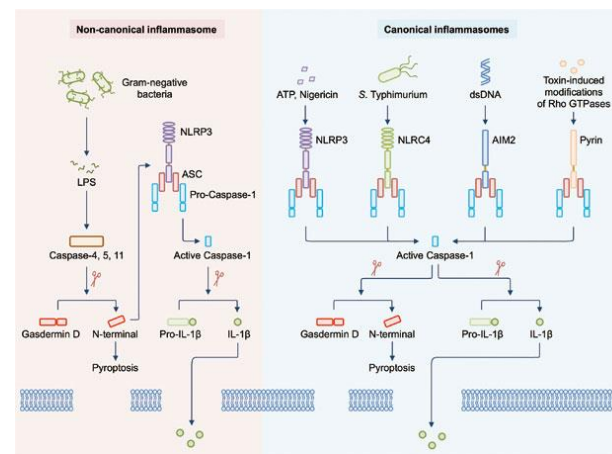 Non-canonical inflammasome
Gram-negative
bacteria
LPS
Caspase-4, 5, 11
Gasdermin D
N-terminal
Pyroptosis
NLRP3
ASC
Pro-Caspase-1
Active Caspase-1
Pro-IL-1β
IL-1β
Canonical inflammasomes
ATP, Nigericin
S. Typhimurium
dsDNA
Toxin-induced
modifications
of Rho GTPases
NLRP3
NLRC4
AIM2
Pyrin
Active Caspase-1
Gasdermin D
N-terminal
Pyroptosis
Pro-IL-1β
IL-1β